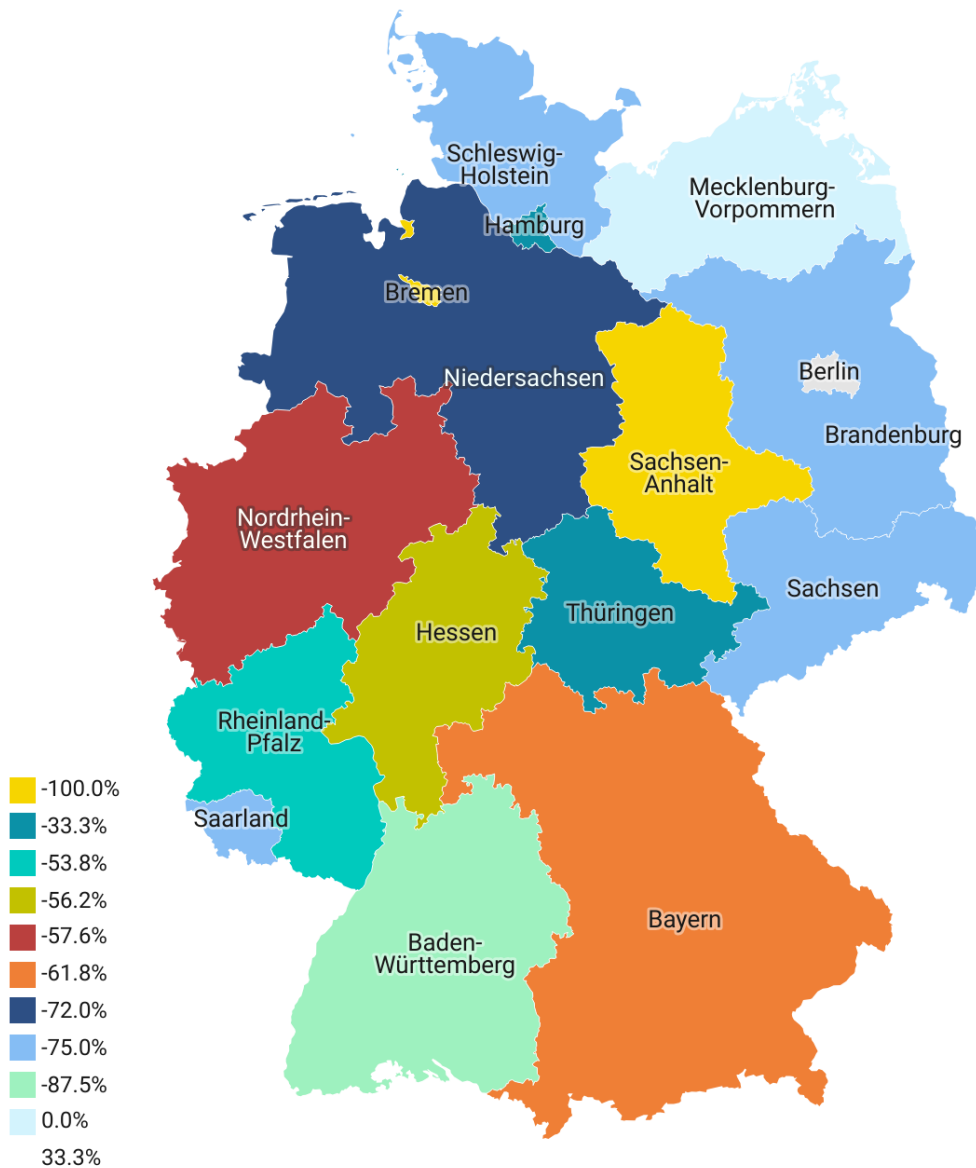 Schleswig-
Holstein
Mecklenburg-
Vorpommern
Hamburg
Bremen
Berlin
Niedersachsen
Brandenburg
Sachsen-
Anhalt
Nordrhein-
Westfalen
Sachsen
Thüringen
Hessen
Rheinland-
Pfalz
Saarland
Bayern
Baden-
Württemberg
-100.0%
-33.3%
-53.8%
-56.2%
-57.6%
-61.8%
-72.0%
-75.0%
-87.5%
0.0%
33.3%